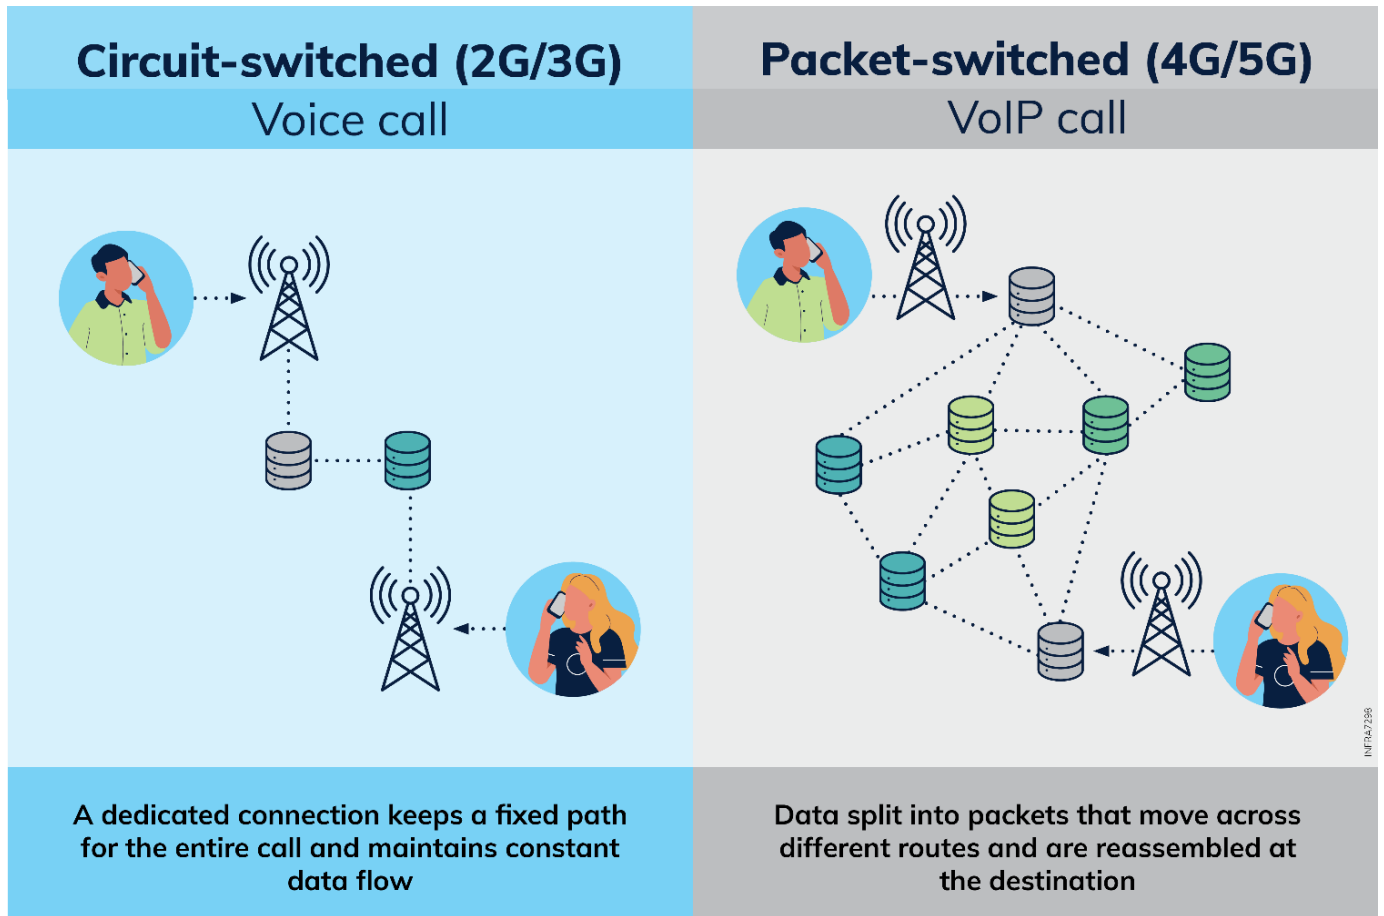 Circuit-switched (2G/3G)
Voice call
A dedicated connection keeps a fixed path
for the entire call and maintains constant
data flow
Packet-switched (4G/5G)
VoIP call
INFRA7298
Data split into packets that move across
different routes and are reassembled at
the destination